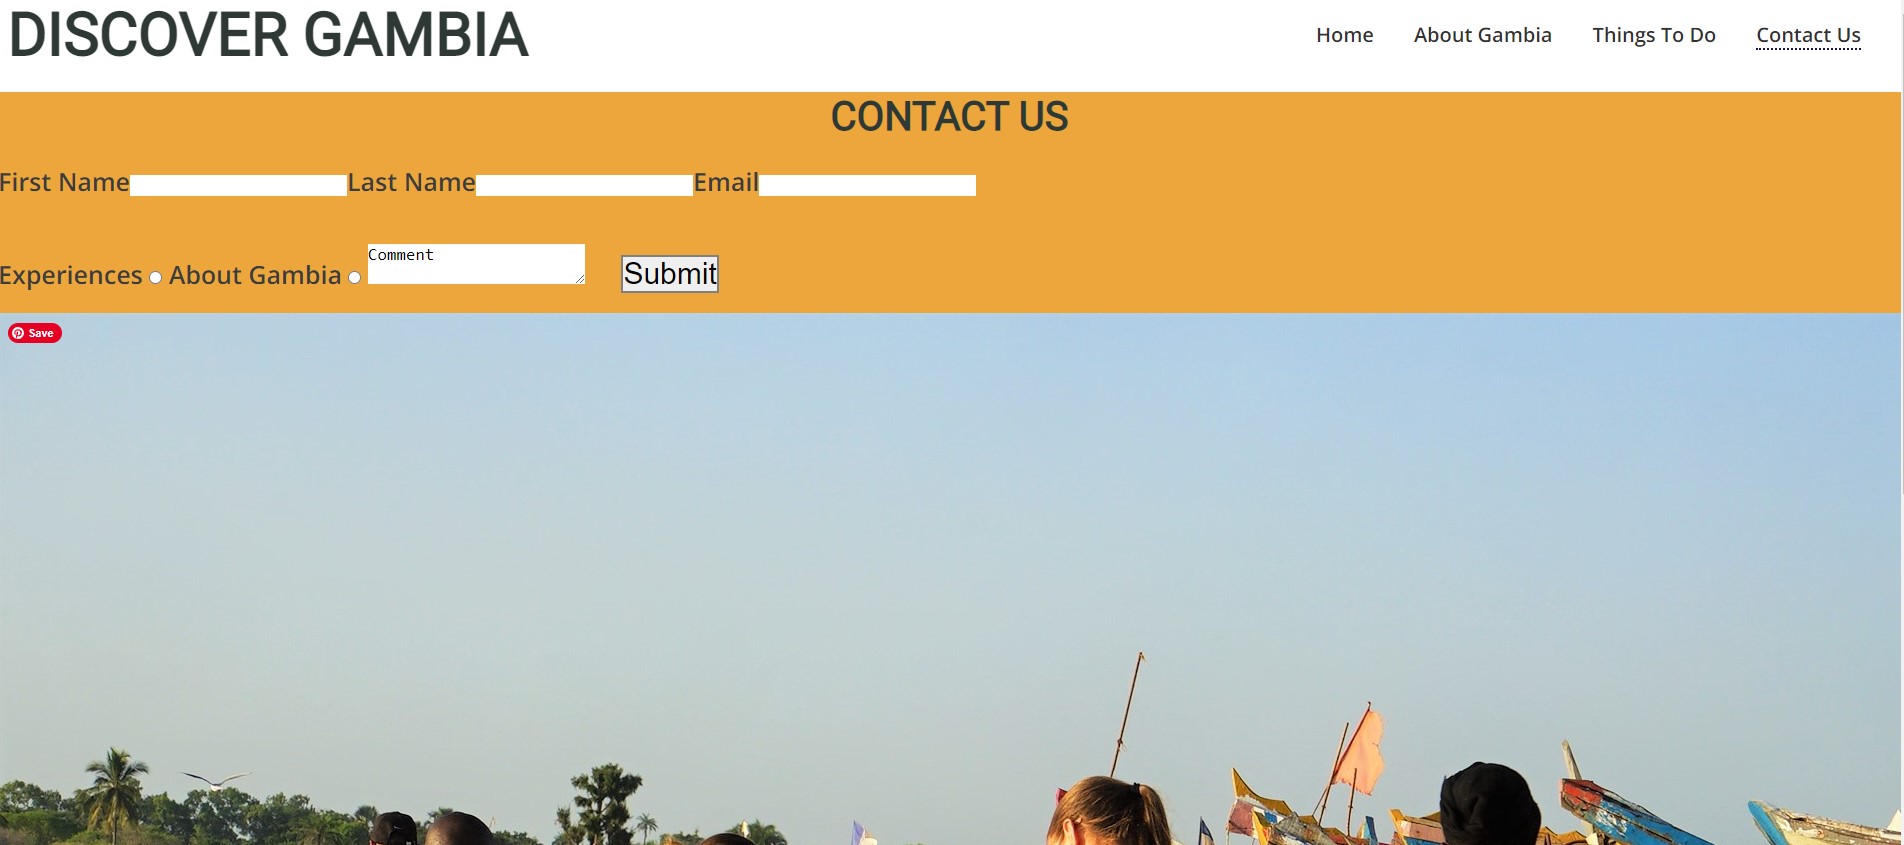 DISCOVER GAMBIA
Home About Gambia Things To Do Contact Us
CONTACT US
First Name Last Name Email
Experiences About Gambia Comment Submit
Save